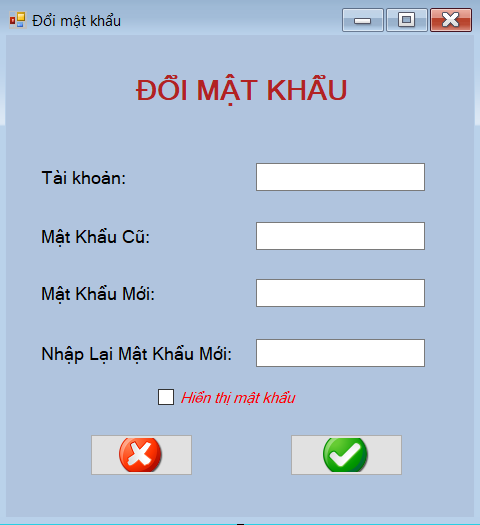 Đổi mật khẩu
ĐỔI MẬT KHẨU
Tài khoản:
Mật Khẩu Cũ:
Mật Khẩu Mới:
Nhập Lại Mật Khẩu Mới:
Hiển thị mật khẩu